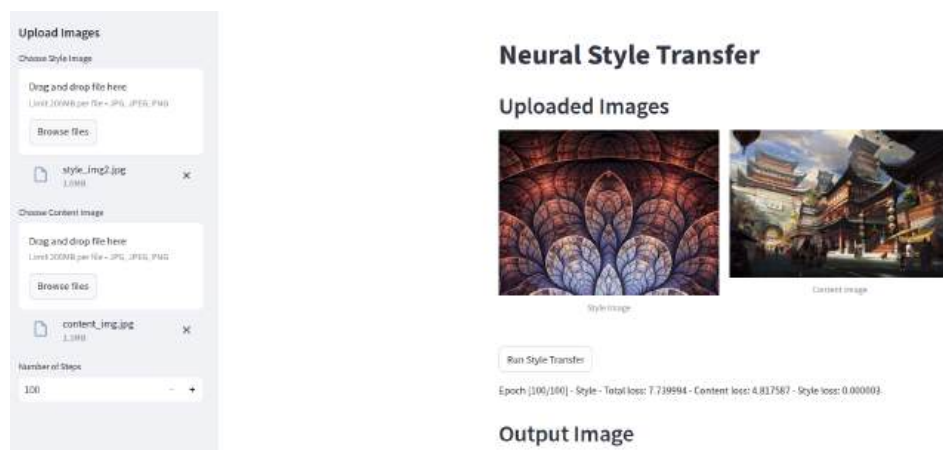 Upload Images
Choose Style Image
Drag and drop file here
Limit 200MB per file • JPG, JPEG, PNG
Browse files
style_img2.jpg
1.0MB
Choose Content Image
Drag and drop file here
Limit 200MB per file • JPG, JPEG, PNG
Browse files
content_img.jpg
Number of Steps
100
Neural Style Transfer
Uploaded Images
Style Image
Content Image
Run Style Transfer
Epoch [100/100] - Style - Total loss: 7.739994 - Content loss: 4.817587 - Style loss: 0.000003
Output Image